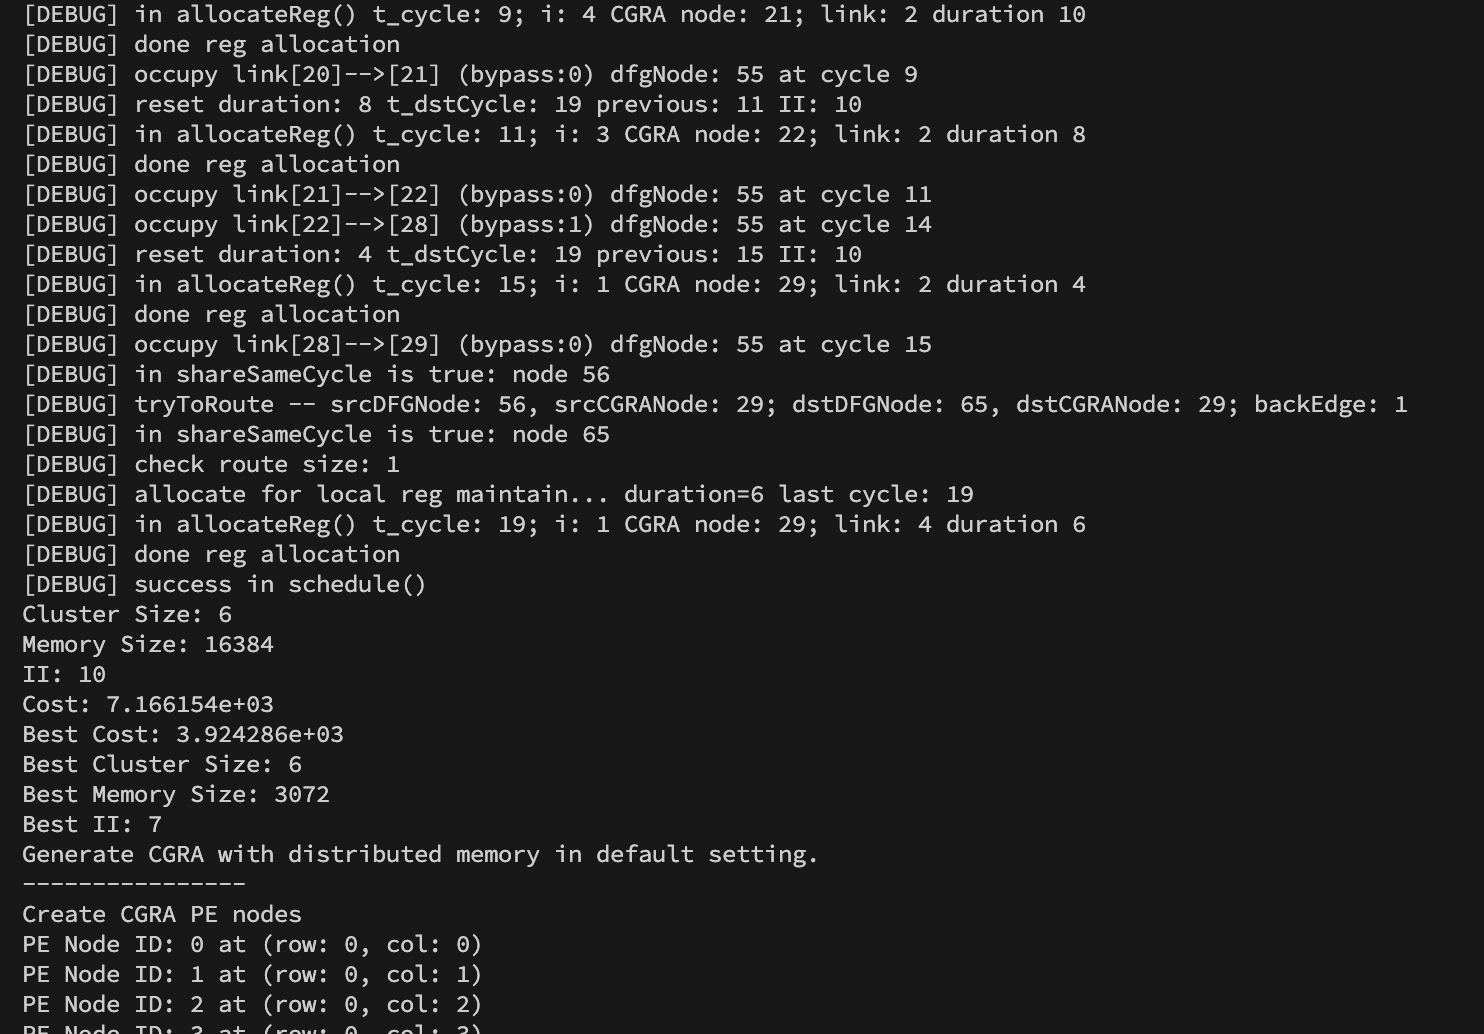 [DEBUG] in allocateReg() t_cycle: 9; i: 4 CGRA node: 21; link: 2 duration 10
[DEBUG] done reg allocation
[DEBUG] occupy link[20]-->[21] (bypass:0) dfgNode: 55 at cycle 9
[DEBUG] reset duration: 8 t_dstCycle: 19 previous: 11 II: 10
[DEBUG] in allocateReg() t_cycle: 11; i: 3 CGRA node: 22; link: 2 duration 8
[DEBUG] done reg allocation
[DEBUG] occupy link[21]-->[22] (bypass:0) dfgNode: 55 at cycle 11
[DEBUG] occupy link[22]-->[28] (bypass:1) dfgNode: 55 at cycle 14
[DEBUG] reset duration: 4 t_dstCycle: 19 previous: 15 II: 10
[DEBUG] in allocateReg() t_cycle: 15; i: 1 CGRA node: 29; link: 2 duration 4
[DEBUG] done reg allocation
[DEBUG] occupy link[28]-->[29] (bypass:0) dfgNode: 55 at cycle 15
[DEBUG] in shareSameCycle is true: node 56
[DEBUG] tryToRoute -- srcDFGNode: 56, srcCGRANode: 29; dstDFGNode: 65, dstCGRANode: 29; backEdge: 1
[DEBUG] in shareSameCycle is true: node 65
[DEBUG] check route size: 1
[DEBUG] allocate for local reg maintain... duration=6 last cycle: 19
[DEBUG] in allocateReg() t_cycle: 19; i: 1 CGRA node: 29; link: 4 duration 6
[DEBUG] done reg allocation
[DEBUG] success in schedule()
Cluster Size: 6
Memory Size: 16384
II: 10
Cost: 7.166154e+03
Best Cost: 3.924286e+03
Best Cluster Size: 6
Best Memory Size: 3072
Best II: 7
Generate CGRA with distributed memory in default setting.
----------------
Create CGRA PE nodes
PE Node ID: 0 at (row: 0, col: 0)
PE Node ID: 1 at (row: 0, col: 1)
PE Node ID: 2 at (row: 0, col: 2)
PE Node ID: 3 at (row: 0, col: 3)